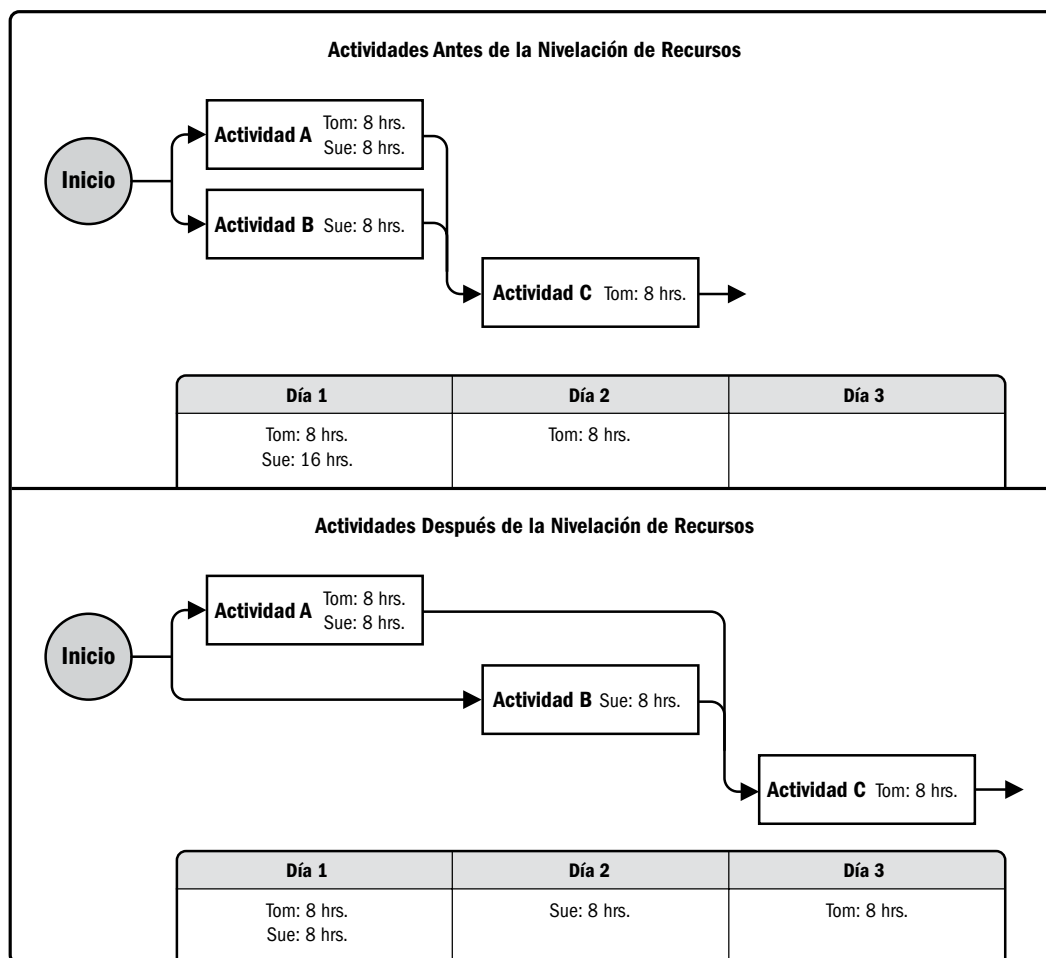 Actividades Antes de la Nivelación de Recursos
Inicio
Actividad A
Tom: 8 hrs.
Sue: 8 hrs.
Actividad B Sue: 8 hrs.
Actividad C Tom: 8 hrs.
Día 1
Día 2
Día 3
Tom: 8 hrs.
Sue: 16 hrs.
Tom: 8 hrs.
Actividades Después de la Nivelación de Recursos
Inicio
Actividad A
Tom: 8 hrs.
Sue: 8 hrs.
Actividad B Sue: 8 hrs.
Actividad C Tom: 8 hrs.
Día 1
Día 2
Día 3
Tom: 8 hrs.
Sue: 8 hrs.
Sue: 8 hrs.
Tom: 8 hrs.